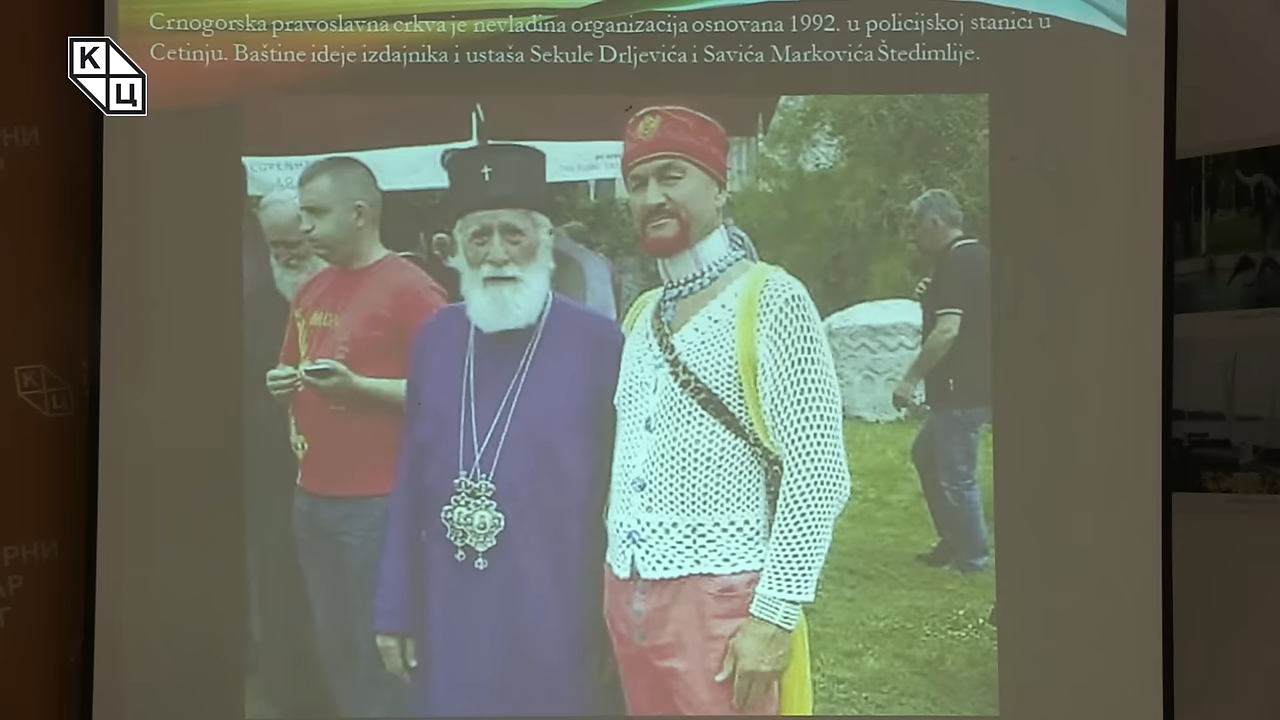 Crnogorska pravoslavna crkva je nevladina organizacija osnovana 1992. u policijskoj stanici u
Cetinju. Baštine ideje izdajnika i ustaša Sekule Drljevića i Savića Markovića Štedimlije.
К
Ц
К
Ц